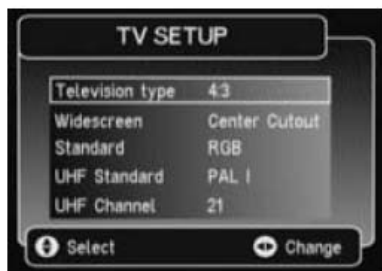 TV SETUP
Television type 4:3
Widescreen Center Cutout
Standard RGB
UHF Standard PAL I
UHF Channel 21
Select Change